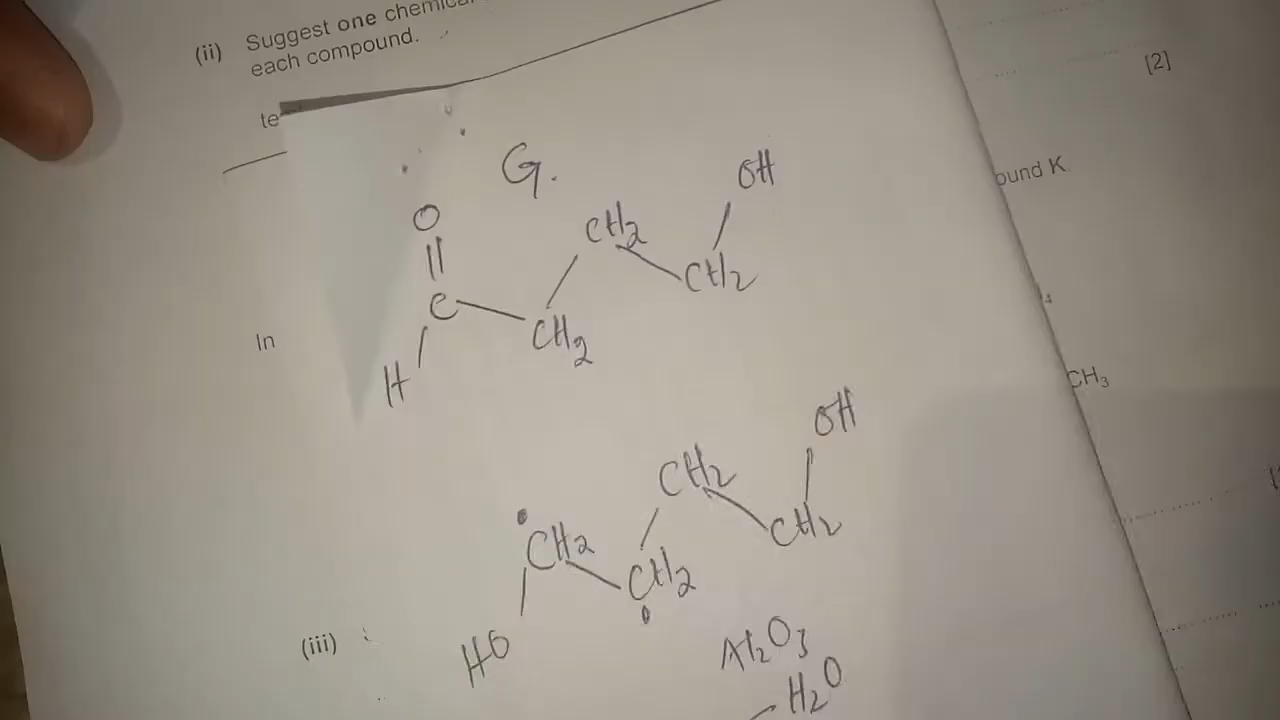 (ii) Suggest one
each compound.
[2]
te
G.
OH
O
CH2
ound K
C
CH2
CH2
H
In
CH3
OH
CH2
CH2
CH2
CH2
HO
(iii)
Al2O3
- H2O